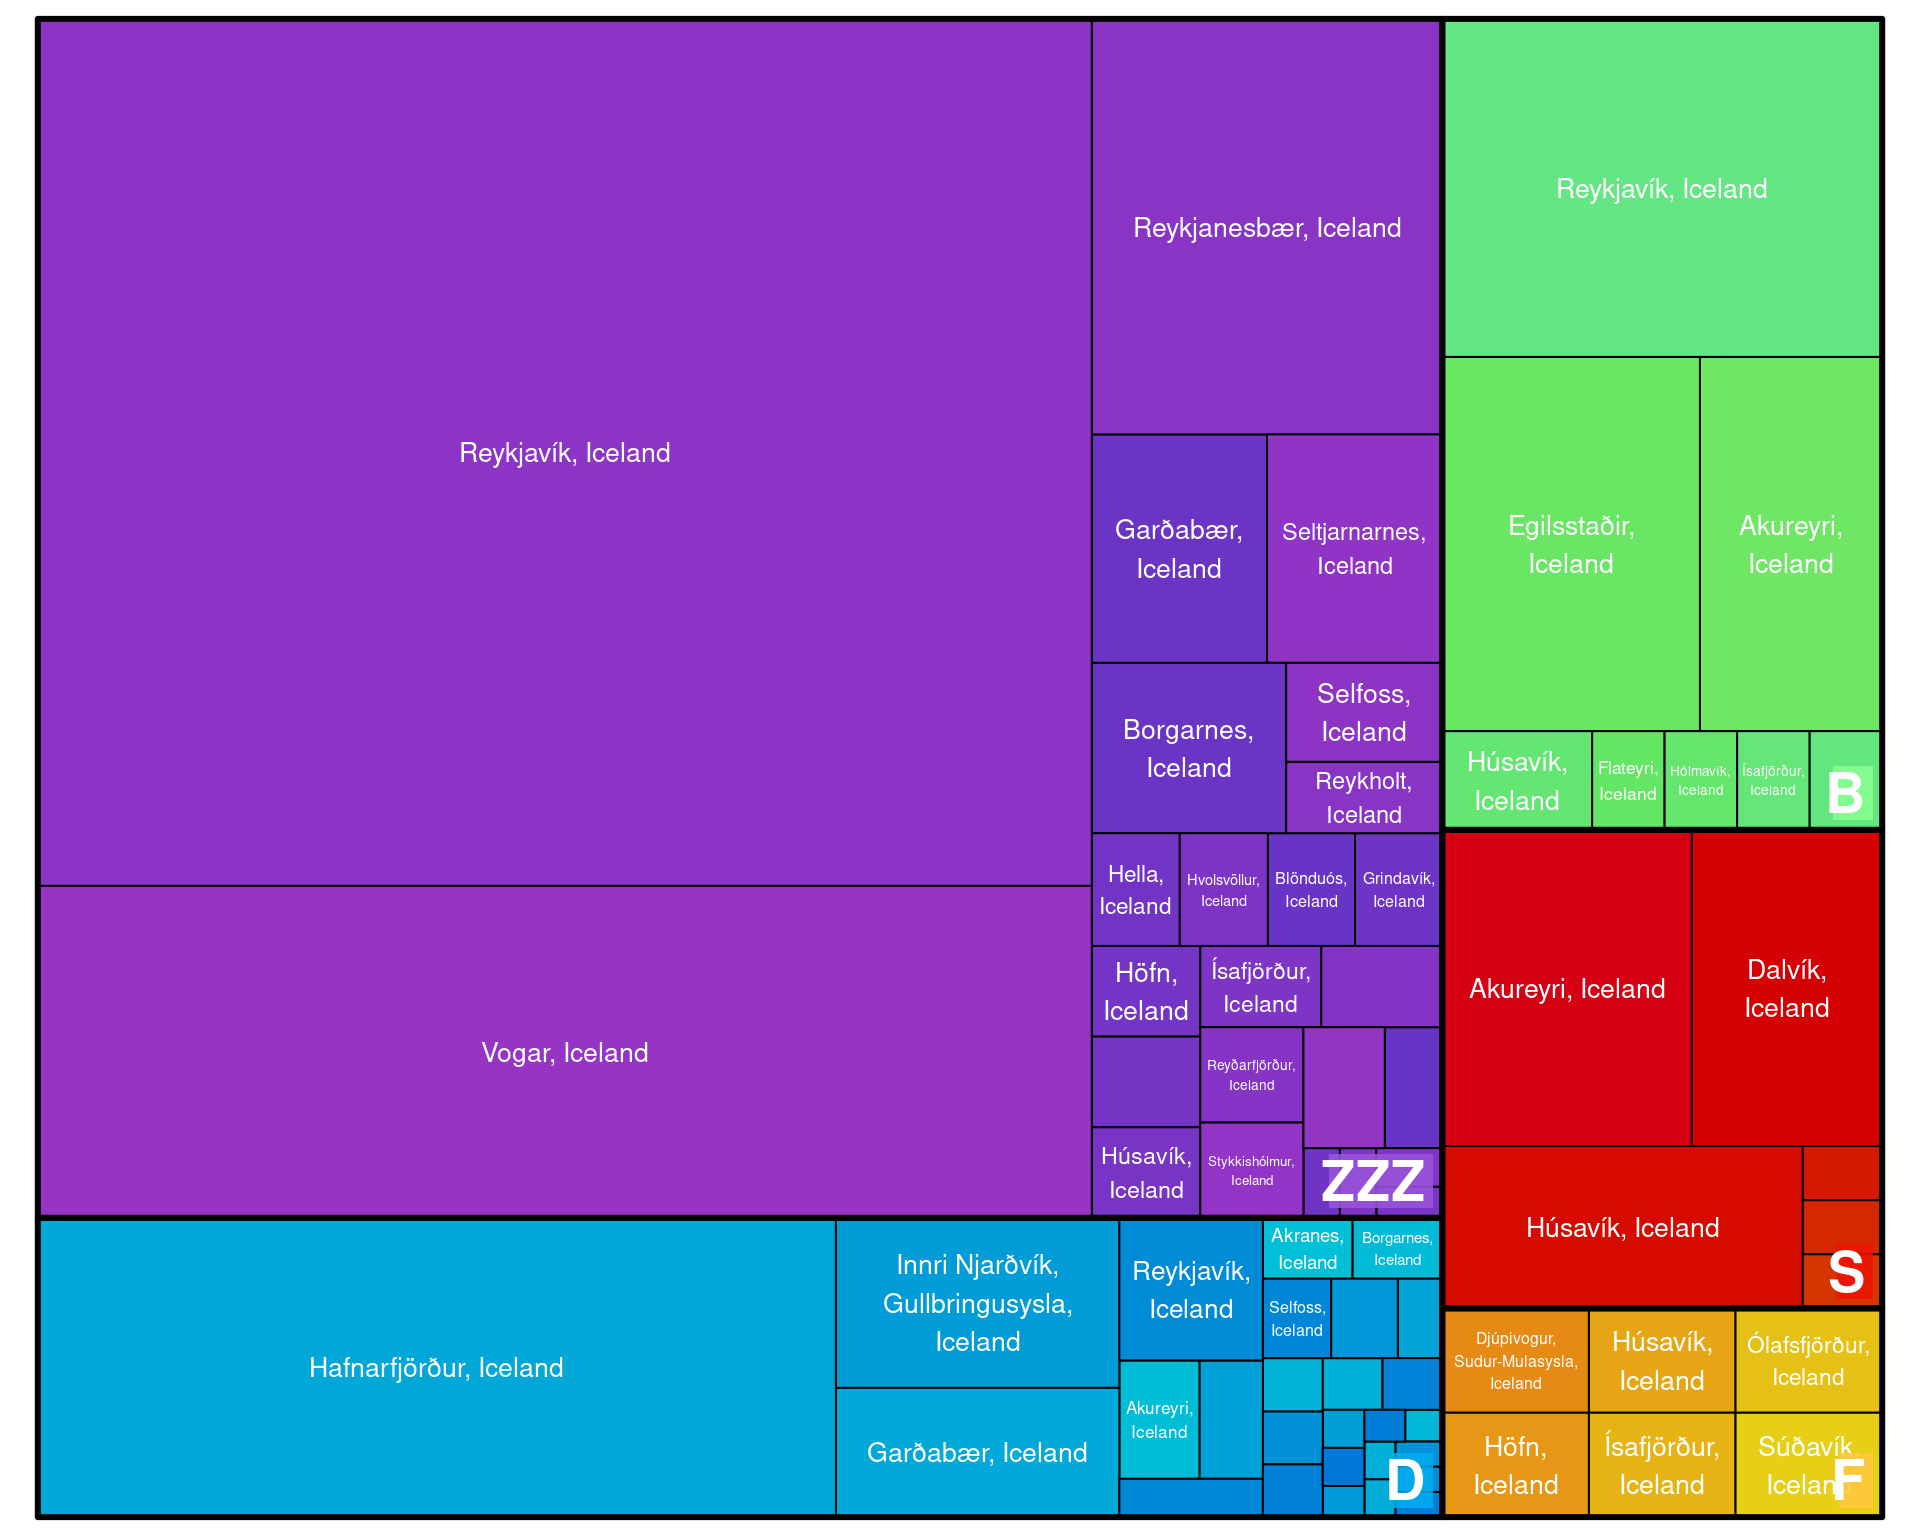 Reykjavík, Iceland
Vogar, Iceland
Reykjanesbær, Iceland
Garðabær,
Iceland
Seltjarnarnes,
Iceland
Borgarnes,
Iceland
Selfoss,
Iceland
Reykholt,
Iceland
Hella,
Iceland
Hvolsvöllur,
Iceland
Blönduós,
Iceland
Grindavík,
Iceland
Höfn,
Iceland
Ísafjörður,
Iceland
Reyðarfjörður,
Iceland
Húsavík,
Iceland
Stykkishólmur,
Iceland
ZZZ
Reykjavík, Iceland
Egilsstaðir,
Iceland
Akureyri,
Iceland
Húsavík,
Iceland
Flateyri,
Iceland
Hólmavík,
Iceland
Ísafjörður,
Iceland
B
Akureyri, Iceland
Dalvík,
Iceland
Húsavík, Iceland
S
Hafnarfjörður, Iceland
Innri Njarðvík,
Gullbringusysla,
Iceland
Garðabær, Iceland
Reykjavík,
Iceland
Akureyri,
Iceland
Akranes,
Iceland
Borgarnes,
Iceland
Selfoss,
Iceland
D
Djúpivogur,
Sudur-Mulasysla,
Iceland
Húsavík,
Iceland
Ólafsfjörður,
Iceland
Höfn,
Iceland
Ísafjörður,
Iceland
Súðavík,
Iceland
F